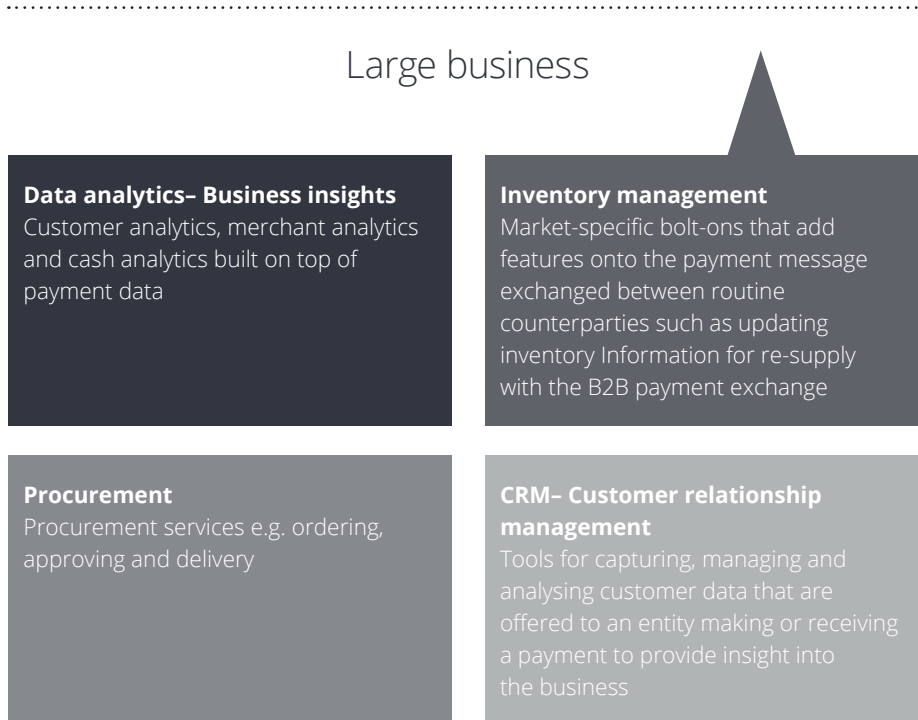 Large business
Data analytics– Business insights
Customer analytics, merchant analytics
and cash analytics built on top of
payment data
Inventory management
Market-specific bolt-ons that add
features onto the payment message
exchanged between routine
counterparties such as updating
inventory Information for re-supply
with the B2B payment exchange
Procurement
Procurement services e.g. ordering,
approving and delivery
CRM– Customer relationship
management
Tools for capturing, managing and
analysing customer data that are
offered to an entity making or receiving
a payment to provide insight into
the business